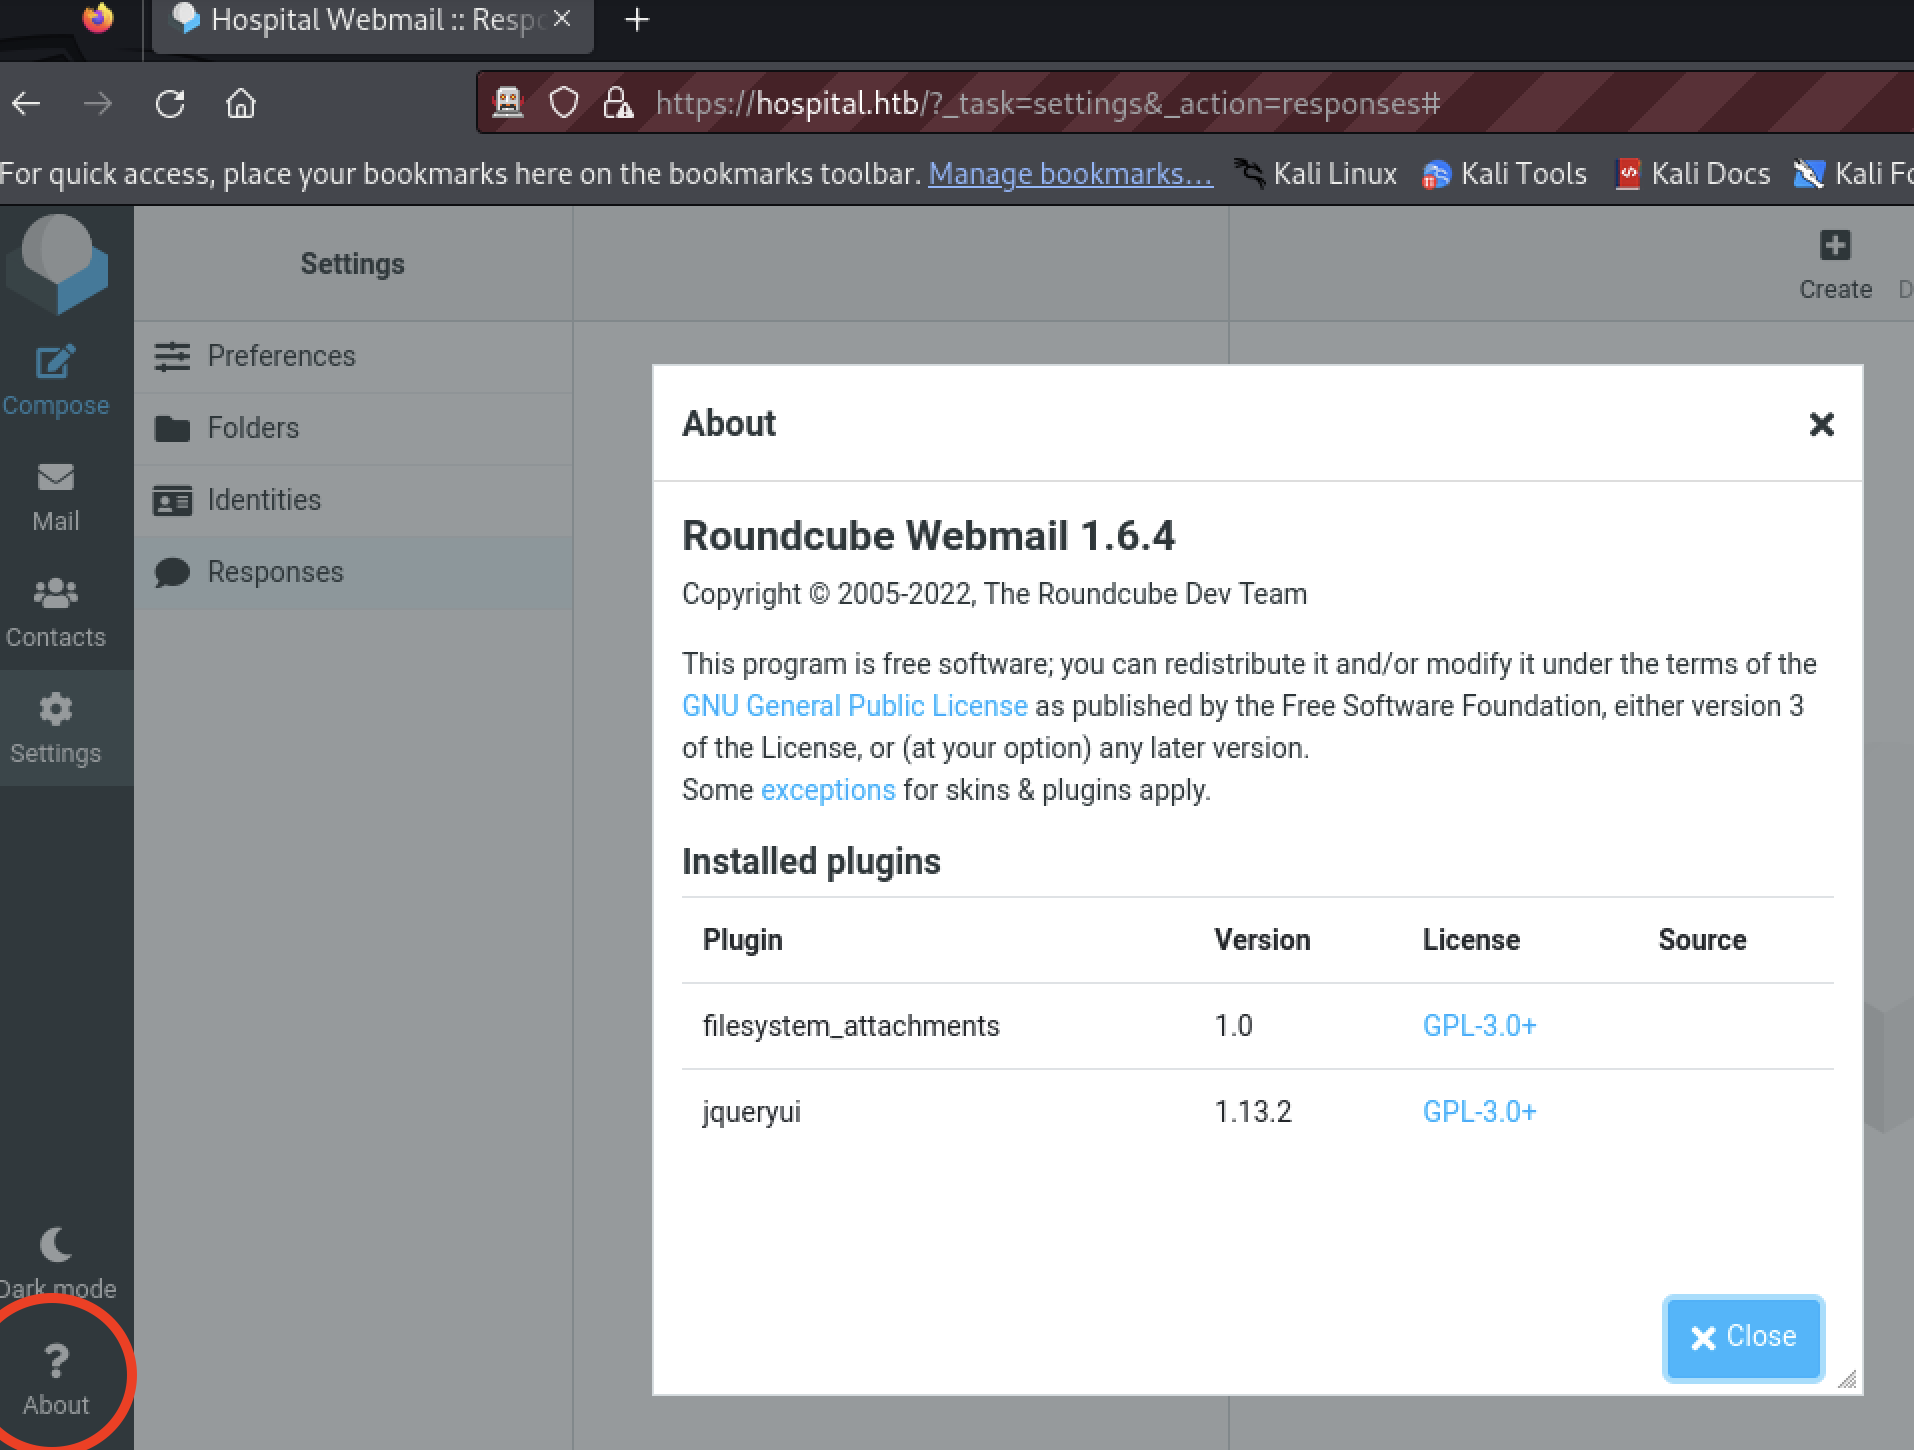 Hospital Webmail :: Respo
https://hospital.htb/?_task=settings&_action=responses#
For quick access, place your bookmarks here on the bookmarks toolbar. Manage bookmarks... Kali Linux Kali Tools Kali Docs Kali Fo
Settings
Create D
Compose
Mail
Contacts
Settings
Dark mode
About
Preferences
Folders
Identities
Responses
About
Roundcube Webmail 1.6.4
Copyright © 2005-2022, The Roundcube Dev Team
This program is free software; you can redistribute it and/or modify it under the terms of the
GNU General Public License as published by the Free Software Foundation, either version 3
of the License, or (at your option) any later version.
Some exceptions for skins & plugins apply.
Installed plugins
Plugin Version License Source
filesystem_attachments 1.0 GPL-3.0+
jqueryui 1.13.2 GPL-3.0+
Close